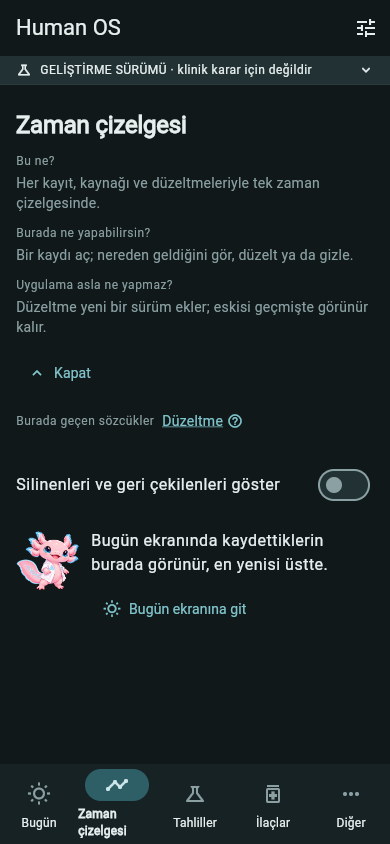 Human OS
GELİŞTİRME SÜRÜMÜ · klinik karar için değildir
Zaman çizelgesi
Bu ne?
Her kayıt, kaynağı ve düzeltmeleriyle tek zaman
çizelgesinde.
Burada ne yapabilirsin?
Bir kaydı aç; nereden geldiğini gör, düzelt ya da gizle.
Uygulama asla ne yapmaz?
Düzeltme yeni bir sürüm ekler; eskisi geçmişte görünür
kalır.
Kapat
Burada geçen sözcükler Düzeltme
Silinenleri ve geri çekilenleri göster
Bugün ekranında kaydettiklerin
burada görünür, en yenisi üstte.
Bugün ekranına git
Bugün
Zaman
çizelgesi
Tahliller
İlaçlar
Diğer